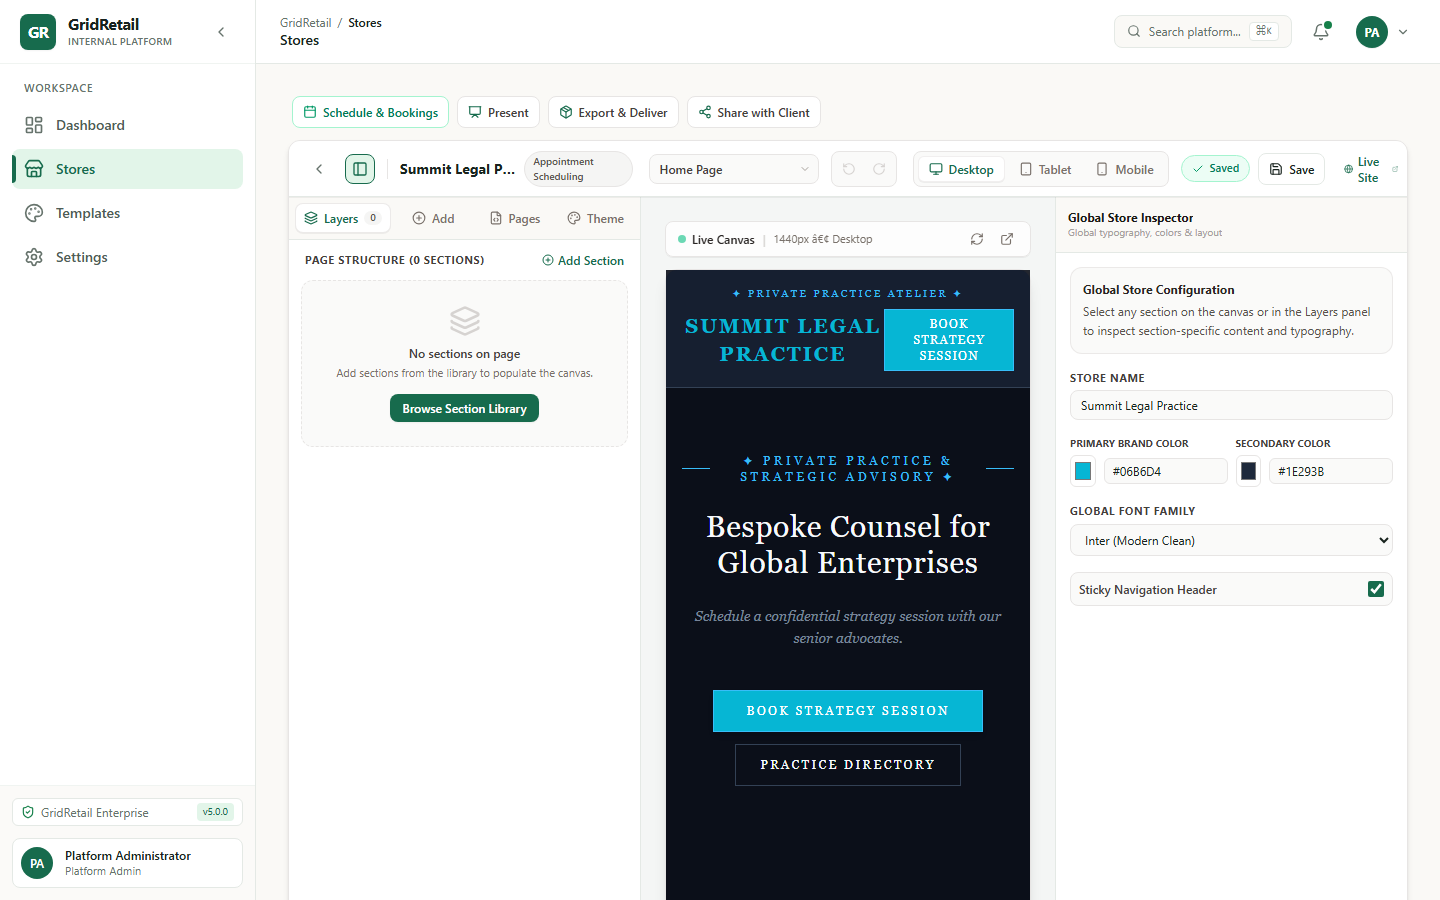 GR
GridRetail
INTERNAL PLATFORM
GridRetail / Stores
Stores
Search platform...
⌘K
PA
WORKSPACE
Dashboard
Stores
Templates
Settings
GridRetail Enterprise
v5.0.0
PA
Platform Administrator
Platform Admin
Schedule & Bookings
Present
Export & Deliver
Share with Client
Summit Legal P...
Appointment
Scheduling
Home Page
Desktop
Tablet
Mobile
Saved
Save
Live
Site
Layers
0
Add
Pages
Theme
PAGE STRUCTURE (0 SECTIONS)
Add Section
No sections on page
Add sections from the library to populate the canvas.
Browse Section Library
Live Canvas
1440px â€¢ Desktop
✦ PRIVATE PRACTICE ATELIER ✦
SUMMIT LEGAL
PRACTICE
BOOK
STRATEGY
SESSION
✦ PRIVATE PRACTICE &
STRATEGIC ADVISORY ✦
Bespoke Counsel for
Global Enterprises
Schedule a confidential strategy session with our
senior advocates.
BOOK STRATEGY SESSION
PRACTICE DIRECTORY
Global Store Inspector
Global typography, colors & layout
Global Store Configuration
Select any section on the canvas or in the Layers panel
to inspect section-specific content and typography.
STORE NAME
Summit Legal Practice
PRIMARY BRAND COLOR
SECONDARY COLOR
#06B6D4
#1E293B
GLOBAL FONT FAMILY
Inter (Modern Clean)
Sticky Navigation Header